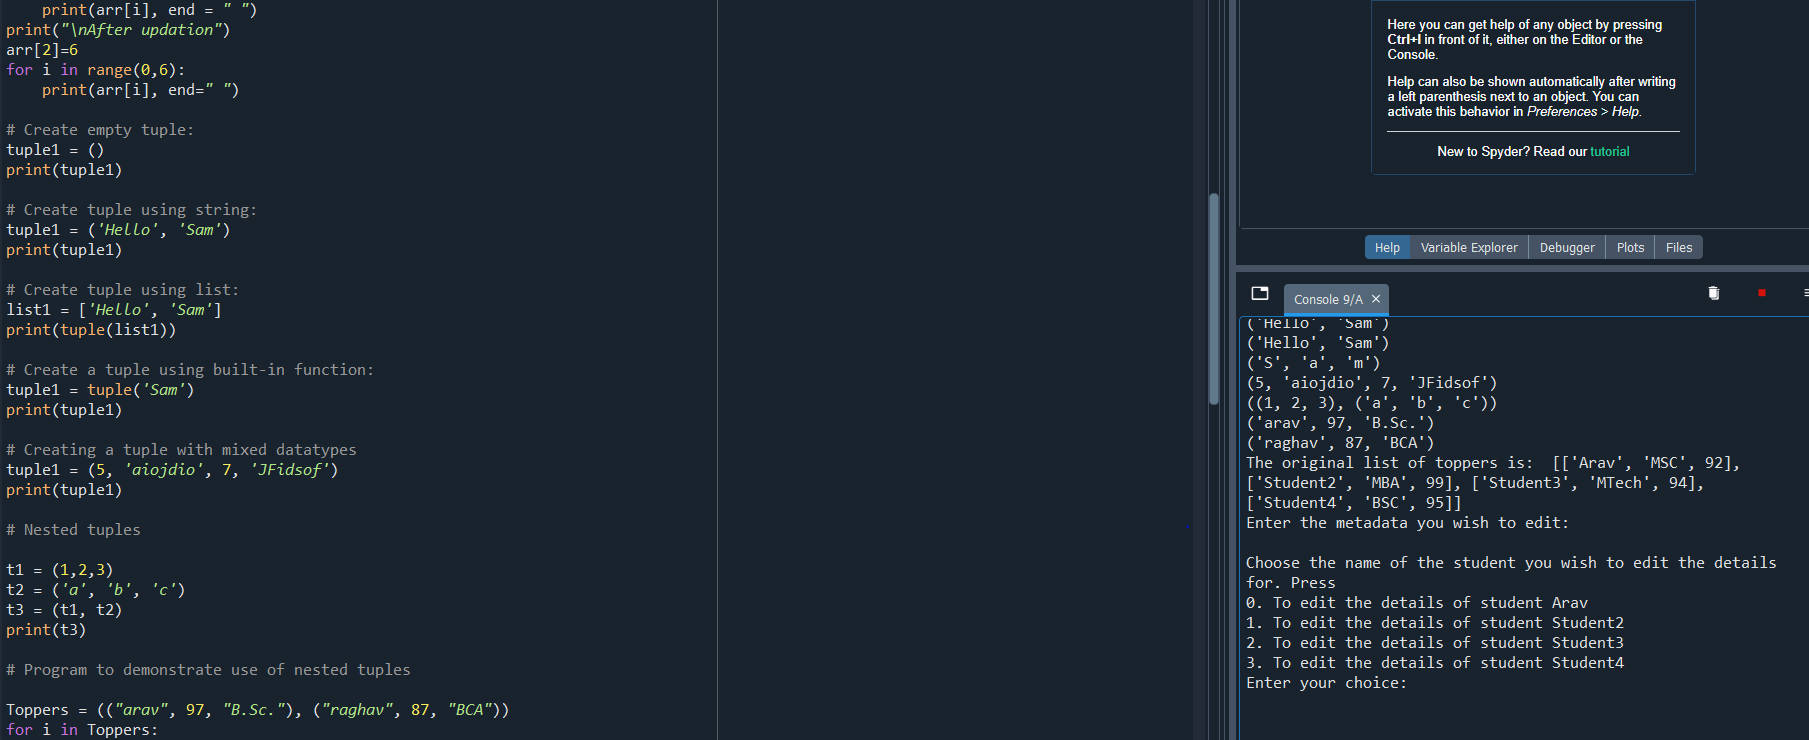 print(arr[i], end = " ")
print("\nAfter updation")
arr[2]=6
for i in range(0,6):
    print(arr[i], end=" ")
# Create empty tuple:
tuple1 = ()
print(tuple1)
# Create tuple using string:
tuple1 = ('Hello', 'Sam')
print(tuple1)
# Create tuple using list:
list1 = ['Hello', 'Sam']
print(tuple(list1))
# Create a tuple using built-in function:
tuple1 = tuple('Sam')
print(tuple1)
# Creating a tuple with mixed datatypes
tuple1 = (5, 'aiojdio', 7, 'JFidsof')
print(tuple1)
# Nested tuples
t1 = (1,2,3)
t2 = ('a', 'b', 'c')
t3 = (t1, t2)
print(t3)
# Program to demonstrate use of nested tuples
Toppers = (("arav", 97, "B.Sc."), ("raghav", 87, "BCA"))
for i in Toppers:
Here you can get help of any object by pressing
Ctrl+I in front of it, either on the Editor or the
Console.
Help can also be shown automatically after writing
a left parenthesis next to an object. You can
activate this behavior in Preferences > Help.
New to Spyder? Read our tutorial
Help Variable Explorer Debugger Plots Files
Console 9/A ×
('Hello', 'Sam')
('Hello', 'Sam')
('S', 'a', 'm')
(5, 'aiojdio', 7, 'JFidsof')
((1, 2, 3), ('a', 'b', 'c'))
('arav', 97, 'B.Sc.')
('raghav', 87, 'BCA')
The original list of toppers is:  [['Arav', 'MSC', 92],
['Student2', 'MBA', 99], ['Student3', 'MTech', 94],
['Student4', 'BSC', 95]]
Enter the metadata you wish to edit:
Choose the name of the student you wish to edit the details
for. Press
0. To edit the details of student Arav
1. To edit the details of student Student2
2. To edit the details of student Student3
3. To edit the details of student Student4
Enter your choice: